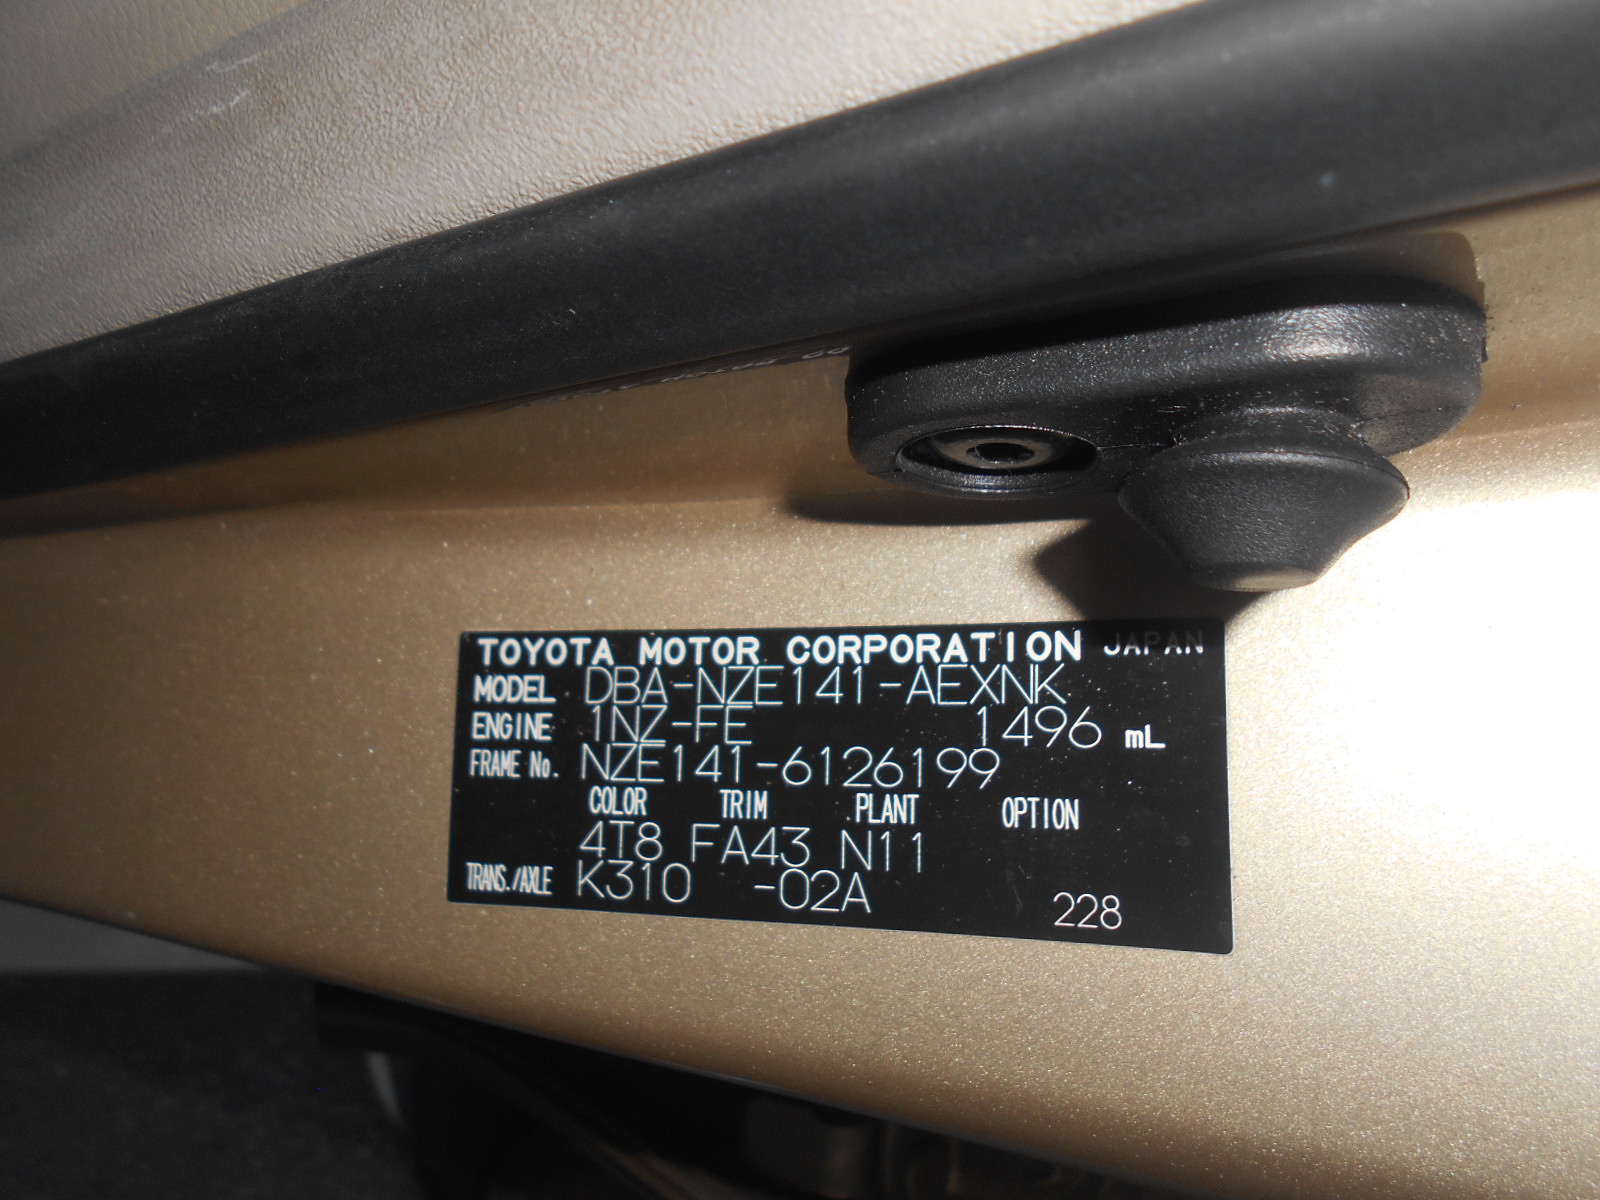 TOYOTA MOTOR CORPORATION JAPAN
MODEL DBA-NZE141-AEXNK
ENGINE 1NZ-FE 1496 mL
FRAME No. NZE141-6126199
COLOR TRIM PLANT OPTION
4T8 FA43 N11
TRANS./AXLE K310 -02A
228